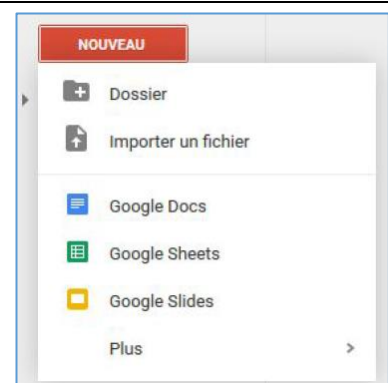 NOUVEAU
Dossier
Importer un fichier
Google Docs
Google Sheets
Google Slides
Plus